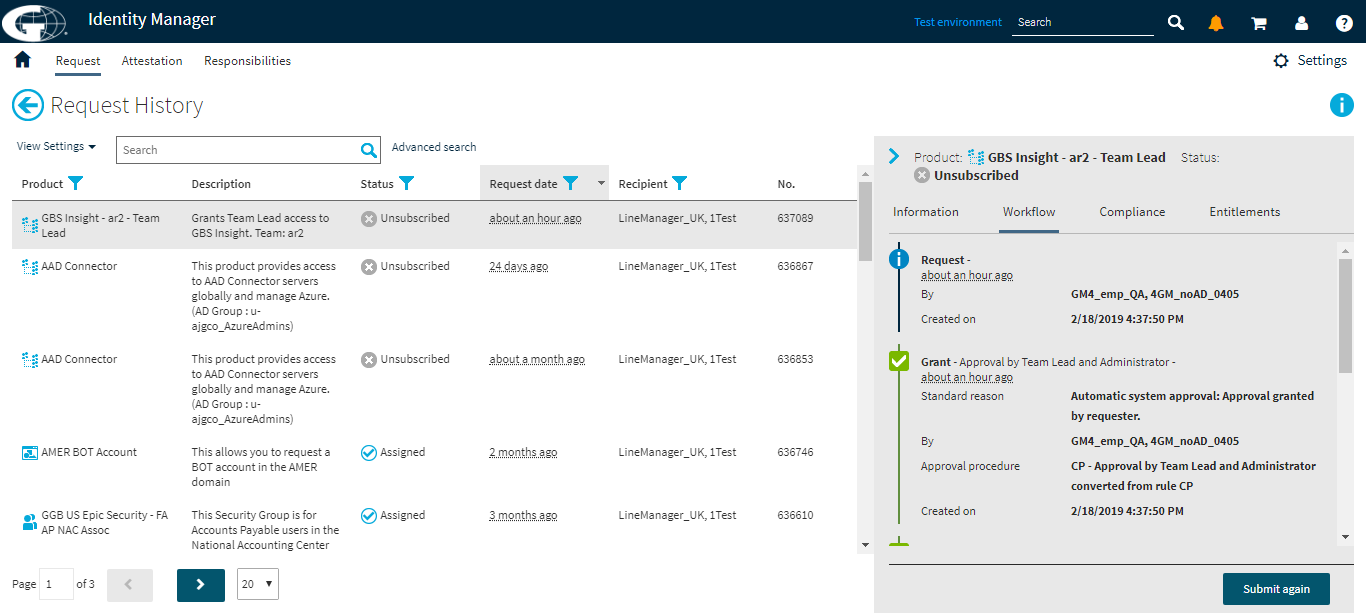 Identity Manager
Test environment
Search
Request
Attestation
Responsibilities
Settings
Request History
View Settings
Search
Advanced search
Product
Description
Status
Request date
Recipient
No.
GBS Insight - ar2 - Team
Lead
Grants Team Lead access to
GBS Insight. Team: ar2
Unsubscribed
about an hour ago
LineManager_UK, 1Test
637089
AAD Connector
This product provides access
to AAD Connector servers
globally and manage Azure.
(AD Group : u-
ajgco_AzureAdmins)
Unsubscribed
24 days ago
LineManager_UK, 1Test
636867
AAD Connector
This product provides access
to AAD Connector servers
globally and manage Azure.
(AD Group : u-
ajgco_AzureAdmins)
Unsubscribed
about a month ago
LineManager_UK, 1Test
636853
AMER BOT Account
This allows you to request a
BOT account in the AMER
domain
Assigned
2 months ago
LineManager_UK, 1Test
636746
GGB US Epic Security - FA
AP NAC Assoc
This Security Group is for
Accounts Payable users in the
National Accounting Center
Assigned
3 months ago
LineManager_UK, 1Test
636610
Page 1 of 3
20
Product: GBS Insight - ar2 - Team Lead Status:
Unsubscribed
Information
Workflow
Compliance
Entitlements
Request -
about an hour ago
By GM4_emp_QA, 4GM_noAD_0405
Created on 2/18/2019 4:37:50 PM
Grant - Approval by Team Lead and Administrator -
about an hour ago
Standard reason Automatic system approval: Approval granted
by requester.
By GM4_emp_QA, 4GM_noAD_0405
Approval procedure CP - Approval by Team Lead and Administrator
converted from rule CP
Created on 2/18/2019 4:37:50 PM
Submit again